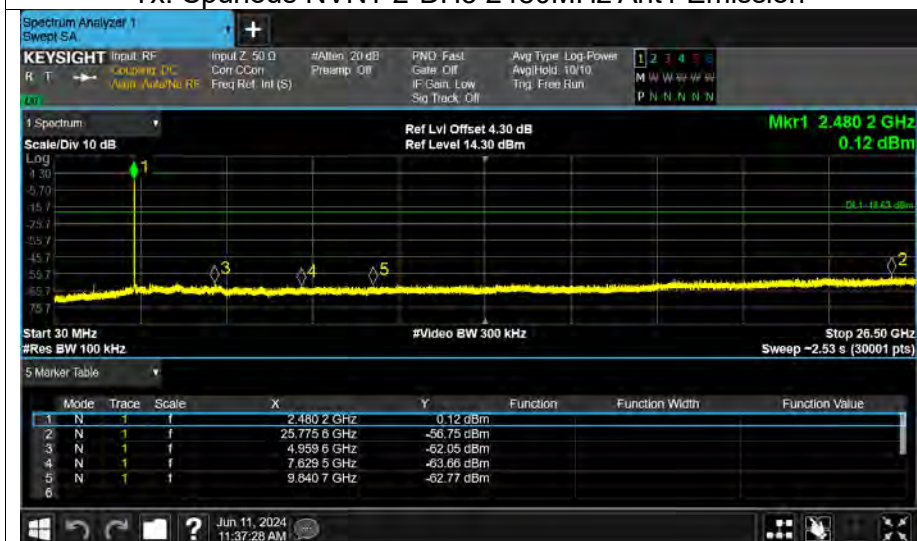 Tx. Spurious NVNT 2-DH5 2480MHz Ant1 Emission
Spectrum Analyzer 1
Swept SA
+
KEYSIGHT Input: RF Input Z: 50 Ω #Atten: 20 dB PNO: Fast Avg Type: Log-Power 1 2 3 4 5 6
R T Coupling: DC Corr CCorr Preamp: Off Gate: Off Avg|Hold: 10/10 M W W W W W
Align: Auto/No RF Freq Ref: Int (S) IF Gain: Low Trig: Free Run
Sig Track: Off P N N N N N
1 Spectrum Ref Lvl Offset 4.30 dB Mkr1 2.480 2 GHz
Scale/Div 10 dB Ref Level 14.30 dBm 0.12 dBm
Log
4.30
1
-5.70
-15.7
DL1 -19.63 dBm
-25.7
-35.7
-45.7
3 4 5 2
-55.7
-65.7
-75.7
Start 30 MHz #Video BW 300 kHz Stop 26.50 GHz
#Res BW 100 kHz Sweep ~2.53 s (30001 pts)
5 Marker Table
Mode Trace Scale X Y Function Function Width Function Value
1 N 1 f 2.480 2 GHz 0.12 dBm
2 N 1 f 25.775 6 GHz -56.75 dBm
3 N 1 f 4.959 6 GHz -62.05 dBm
4 N 1 f 7.629 5 GHz -63.66 dBm
5 N 1 f 9.840 7 GHz -62.77 dBm
6
? Jun 11, 2024
11:37:28 AM